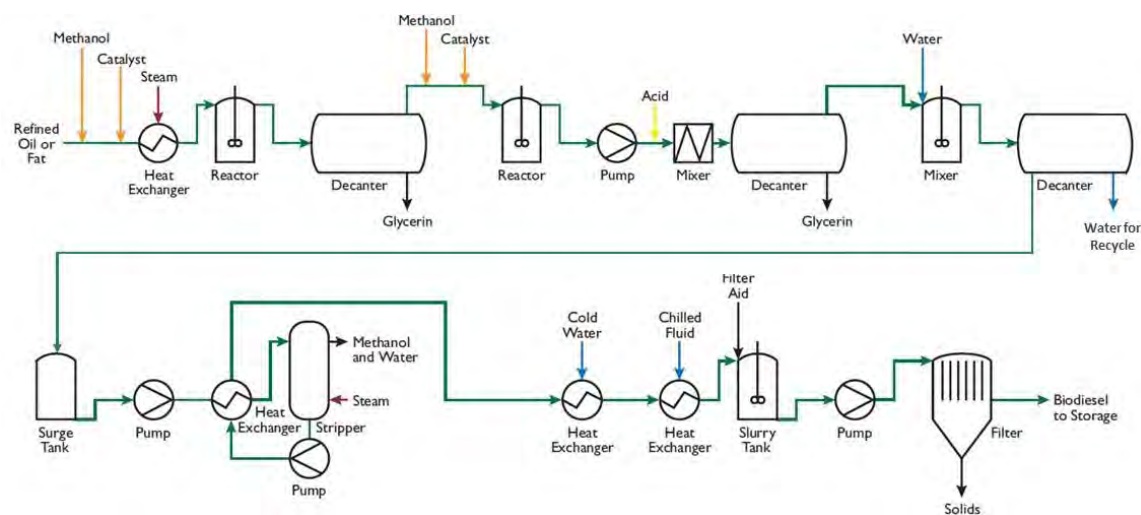 Methanol
Catalyst
Steam
Refined
Oil or
Fat
Heat
Exchanger
Reactor
Decanter
Glycerin
Methanol
Catalyst
Reactor
Acid
Pump
Mixer
Decanter
Glycerin
Water
Mixer
Decanter
Water for
Recycle
Surge
Tank
Pump
Heat
Exchanger
Methanol
and Water
Steam
Stripper
Pump
Cold
Water
Heat
Exchanger
Chilled
Fluid
Heat
Exchanger
Filter
Aid
Slurry
Tank
Pump
Filter
Biodiesel
to Storage
Solids